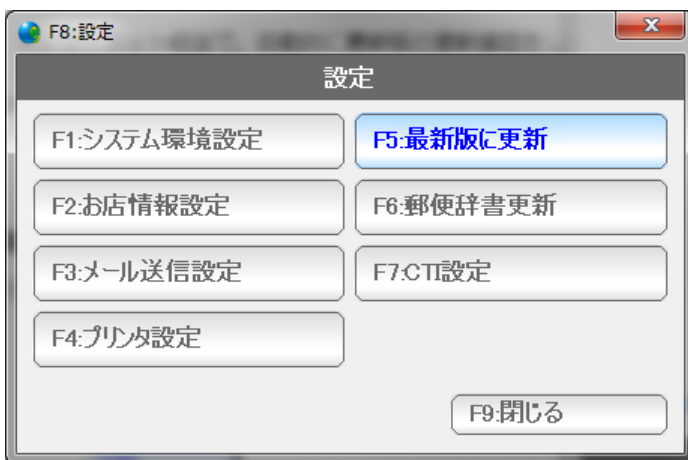 F8:設定
設定
F1:システム環境設定
F5:最新版に更新
F2:お店情報設定
F6:郵便辞書更新
F3:メール送信設定
F7:CTI設定
F4:プリンタ設定
F9:閉じる